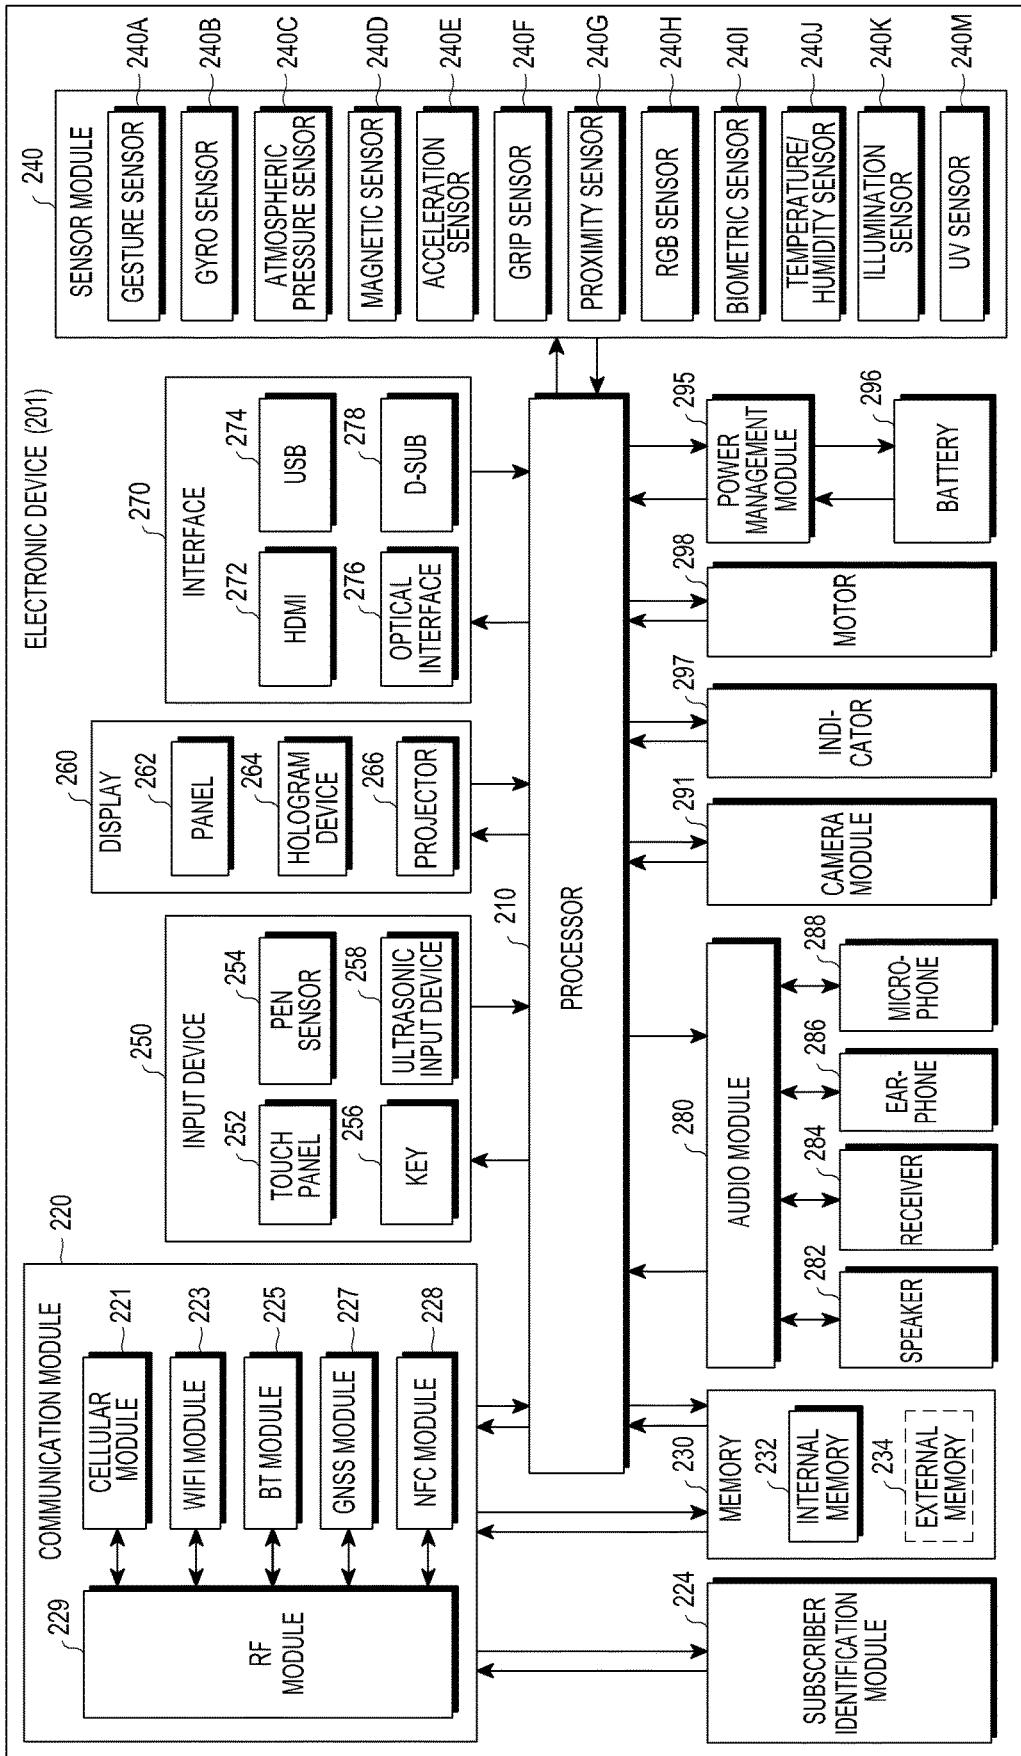 ELECTRONIC DEVICE (201)
220
COMMUNICATION MODULE
229
RF
MODULE
221
CELLULAR
MODULE
223
WIFI MODULE
225
BT MODULE
227
GNSS MODULE
228
NFC MODULE
250
INPUT DEVICE
252
TOUCH
PANEL
254
PEN
SENSOR
256
KEY
258
ULTRASONIC
INPUT DEVICE
260
DISPLAY
262
PANEL
264
HOLOGRAM
DEVICE
266
PROJECTOR
270
INTERFACE
272
HDMI
274
USB
276
OPTICAL
INTERFACE
278
D-SUB
240
SENSOR MODULE
GESTURE SENSOR
240A
GYRO SENSOR
240B
ATMOSPHERIC
PRESSURE SENSOR
240C
MAGNETIC SENSOR
240D
ACCELERATION
SENSOR
240E
GRIP SENSOR
240F
PROXIMITY SENSOR
240G
RGB SENSOR
240H
BIOMETRIC SENSOR
240I
TEMPERATURE/
HUMIDITY SENSOR
240J
ILLUMINATION
SENSOR
240K
UV SENSOR
240M
210
PROCESSOR
224
SUBSCRIBER
IDENTIFICATION
MODULE
230
MEMORY
232
INTERNAL
MEMORY
234
EXTERNAL
MEMORY
280
AUDIO MODULE
282
SPEAKER
284
RECEIVER
286
EAR-
PHONE
288
MICRO-
PHONE
291
CAMERA
MODULE
297
INDI-
CATOR
298
MOTOR
295
POWER
MANAGEMENT
MODULE
296
BATTERY